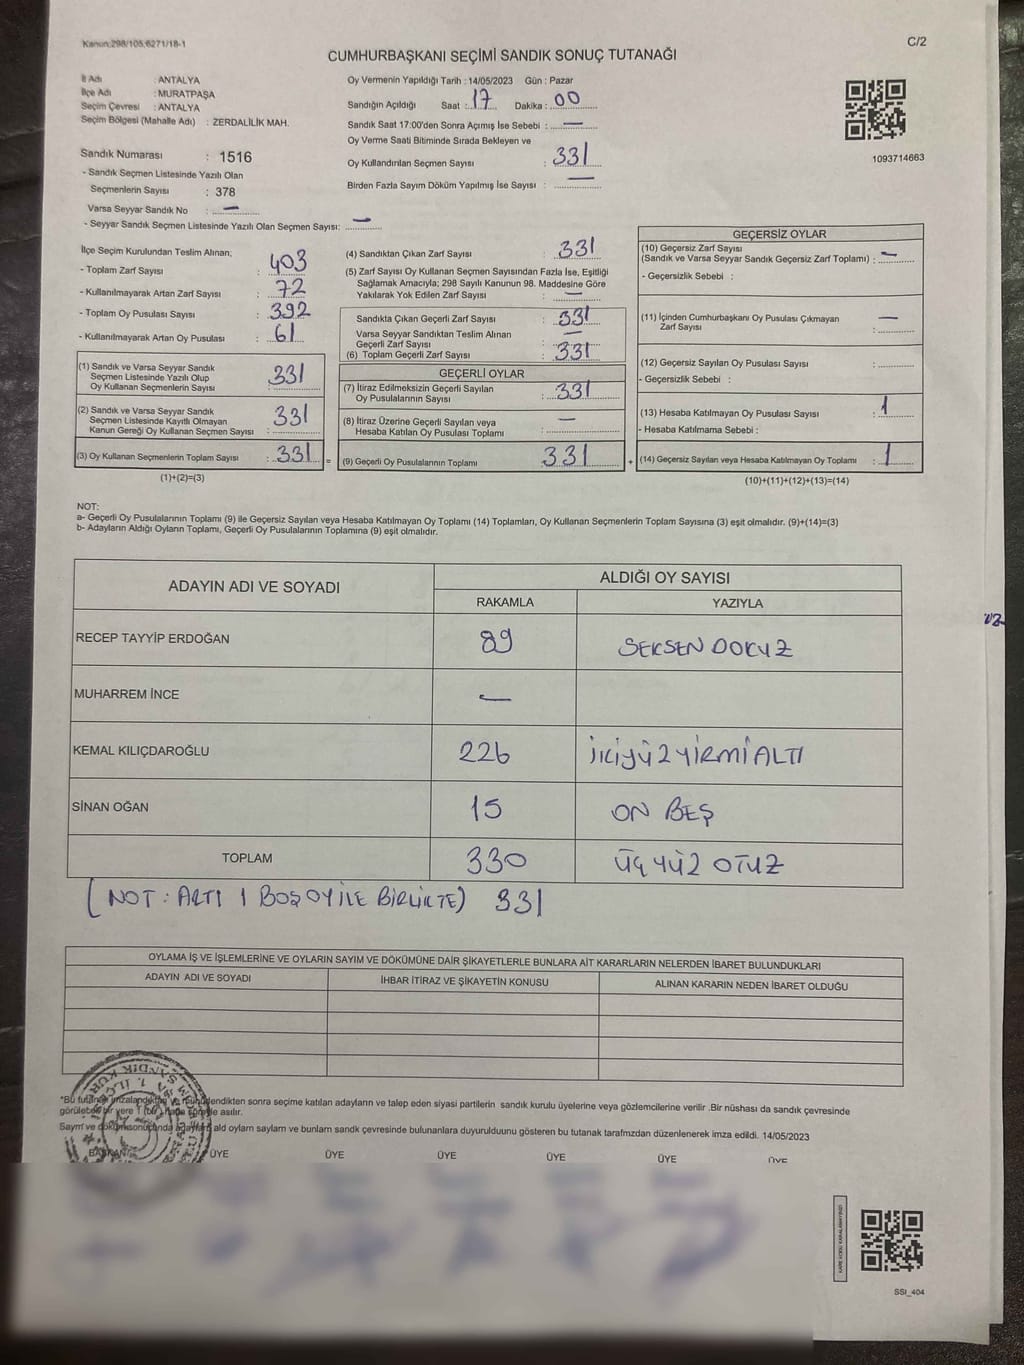 Kanun:298/105;6271/18-1
C/2
CUMHURBAŞKANI SEÇİMİ SANDIK SONUÇ TUTANAĞI
İl Adı : ANTALYA
İlçe Adı : MURATPAŞA
Seçim Çevresi : ANTALYA
Seçim Bölgesi (Mahalle Adı) : ZERDALİLİK MAH.
Sandık Numarası : 1516
- Sandık Seçmen Listesinde Yazılı Olan
Seçmenlerin Sayısı : 378
Varsa Seyyar Sandık No : —
- Seyyar Sandık Seçmen Listesinde Yazılı Olan Seçmen Sayısı: —
Oy Vermenin Yapıldığı Tarih : 14/05/2023 Gün : Pazar
Sandığın Açıldığı Saat : 17 Dakika : 00
Sandık Saat 17:00'den Sonra Açımış İse Sebebi : —
Oy Verme Saati Bitiminde Sırada Bekleyen ve
Oy Kullandırılan Seçmen Sayısı : 331
Birden Fazla Sayım Döküm Yapılmış İse Sayısı : —
1093714663
İlçe Seçim Kurulundan Teslim Alınan;
- Toplam Zarf Sayısı : 403
- Kullanılmayarak Artan Zarf Sayısı : 72
- Toplam Oy Pusulası Sayısı : 392
- Kullanılmayarak Artan Oy Pusulası : 61
(1) Sandık ve Varsa Seyyar Sandık
Seçmen Listesinde Yazılı Olup
Oy Kullanan Seçmenlerin Sayısı : 331
(2) Sandık ve Varsa Seyyar Sandık
Seçmen Listesinde Kayıtlı Olmayan
Kanun Gereği Oy Kullanan Seçmen Sayısı : 331
(3) Oy Kullanan Seçmenlerin Toplam Sayısı : 331 =
(1)+(2)=(3)
(4) Sandıktan Çıkan Zarf Sayısı : 331
(5) Zarf Sayısı Oy Kullanan Seçmen Sayısından Fazla İse, Eşitliği
Sağlamak Amacıyla; 298 Sayılı Kanunun 98. Maddesine Göre
Yakılarak Yok Edilen Zarf Sayısı : —
Sandıkta Çıkan Geçerli Zarf Sayısı : 331
Varsa Seyyar Sandıktan Teslim Alınan
Geçerli Zarf Sayısı : —
(6) Toplam Geçerli Zarf Sayısı : 331
GEÇERLİ OYLAR
(7) İtiraz Edilmeksizin Geçerli Sayılan
Oy Pusulalarının Sayısı : 331
(8) İtiraz Üzerine Geçerli Sayılan veya
Hesaba Katılan Oy Pusulası Toplamı : —
(9) Geçerli Oy Pusulalarının Toplamı 331 +
GEÇERSİZ OYLAR
(10) Geçersiz Zarf Sayısı
(Sandık ve Varsa Seyyar Sandık Geçersiz Zarf Toplamı) : —
- Geçersizlik Sebebi :
(11) İçinden Cumhurbaşkanı Oy Pusulası Çıkmayan
Zarf Sayısı : —
(12) Geçersiz Sayılan Oy Pusulası Sayısı :
- Geçersizlik Sebebi :
(13) Hesaba Katılmayan Oy Pusulası Sayısı : 1
- Hesaba Katılmama Sebebi :
(14) Geçersiz Sayılan veya Hesaba Katılmayan Oy Toplamı : 1
(10)+(11)+(12)+(13)=(14)
NOT:
a- Geçerli Oy Pusulalarının Toplamı (9) ile Geçersiz Sayılan veya Hesaba Katılmayan Oy Toplamı (14) Toplamları, Oy Kullanan Seçmenlerin Toplam Sayısına (3) eşit olmalıdır. (9)+(14)=(3)
b- Adayların Aldığı Oyların Toplamı, Geçerli Oy Pusulalarının Toplamına (9) eşit olmalıdır.
ADAYIN ADI VE SOYADI
ALDIĞI OY SAYISI
RAKAMLA YAZIYLA
RECEP TAYYİP ERDOĞAN 89 SEKSEN DOKUZ
MUHARREM İNCE —
KEMAL KILIÇDAROĞLU 226 İKİYÜZYİRMİALTI
SİNAN OĞAN 15 ON BEŞ
TOPLAM 330 ÜÇ YÜZ OTUZ
(NOT: ARTI 1 BOŞ OY İLE BİRLİKTE) 331
OYLAMA İŞ VE İŞLEMLERİNE VE OYLARIN SAYIM VE DÖKÜMÜNE DAİR ŞİKAYETLERLE BUNLARA AİT KARARLARIN NELERDEN İBARET BULUNDUKLARI
ADAYIN ADI VE SOYADI İHBAR İTİRAZ VE ŞİKAYETİN KONUSU ALINAN KARARIN NEDEN İBARET OLDUĞU
*Bu tutanak imzalandıktan ve mühürlendikten sonra seçime katılan adayların ve talep eden siyasi partilerin sandık kurulu üyelerine veya gözlemcilerine verilir .Bir nüshası da sandık çevresinde
görülebilen bir yere 1 (bir) hafta süreyle asılır.
Sayım ve döküm sonuçunda adayların ald oyların sayların ve bunların sandk çevresinde bulunanlara duyurulduunu gösteren bu tutanak tarafmzdan düzenlenerek imza edildi. 14/05/2023
BAŞKAN ÜYE ÜYE ÜYE ÜYE ÜYE ÜYE
KARE KODU KARALAMAYINIZ!
SSI_404